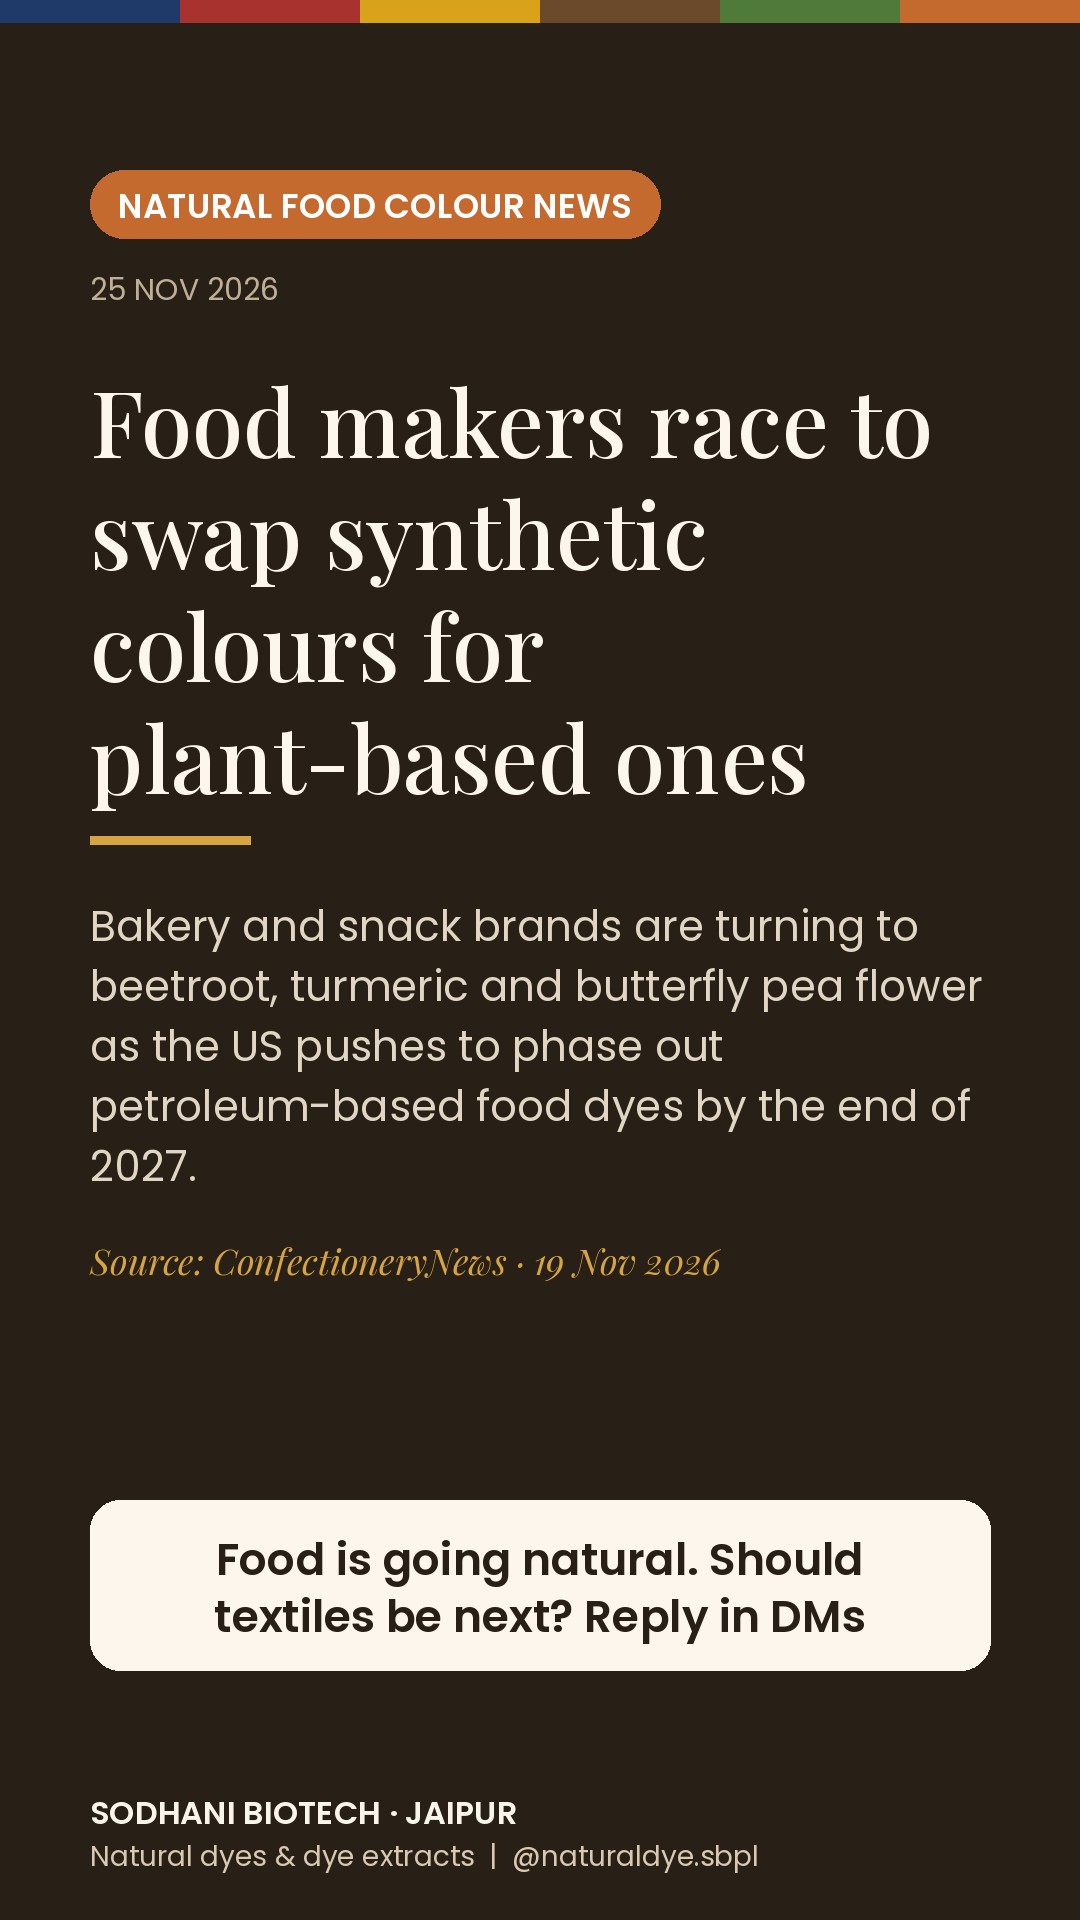 NATURAL FOOD COLOUR NEWS
25 NOV 2026
Food makers race to
swap synthetic
colours for
plant-based ones
Bakery and snack brands are turning to
beetroot, turmeric and butterfly pea flower
as the US pushes to phase out
petroleum-based food dyes by the end of
2027.
Source: ConfectioneryNews · 19 Nov 2026
Food is going natural. Should
textiles be next? Reply in DMs
SODHANI BIOTECH · JAIPUR
Natural dyes & dye extracts | @naturaldye.sbpl